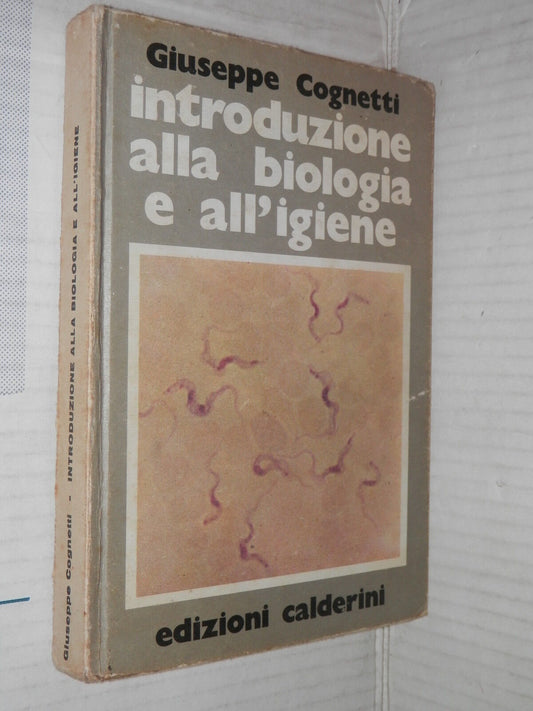 Giuseppe Cognetti
introduzione
alla biologia
e all'igiene
edizioni calderini
Giuseppe Cognetti - INTRODUZIONE ALLA BIOLOGIA E ALL'IGIENE